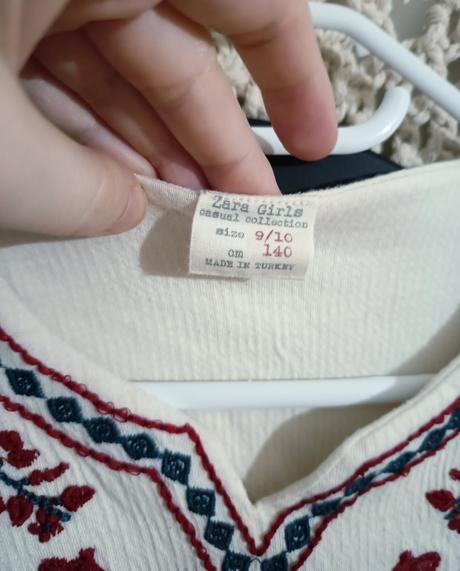 Zara Girls
casual collection
size 9/10
cm 140
MADE IN TURKEY